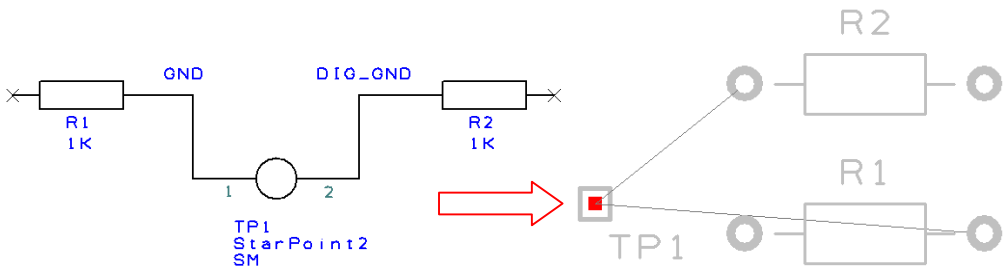 GND
DIG_GND
R1
1K
R2
1K
1
2
TP1
StarPoint2
SM
R2
R1
TP1